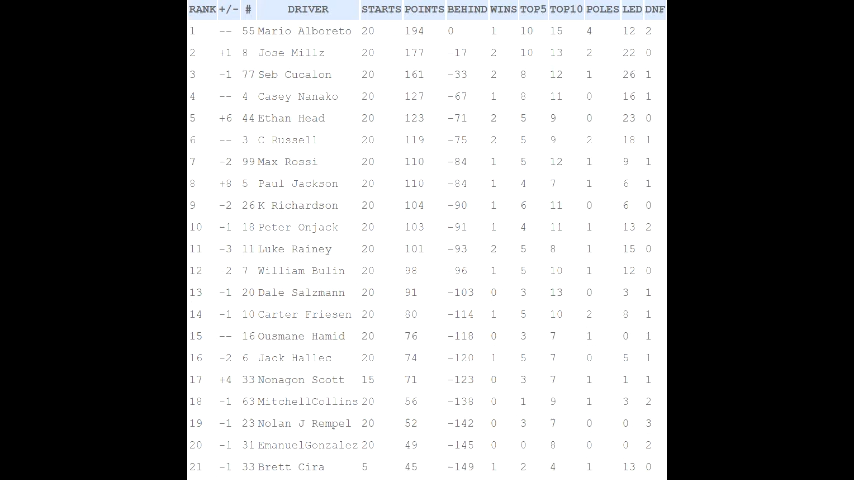 RANK +/- # DRIVER STARTS POINTS BEHIND WINS TOP5 TOP10 POLES LED DNF
1 -- 55 Mario Alboreto 20 194 0 1 10 15 4 12 2
2 +1 8 Jose Millz 20 177 17 2 10 13 2 22 0
3 -1 77 Seb Cucalon 20 161 -33 2 8 12 1 26 1
4 -- 4 Casey Nanako 20 127 -67 1 8 11 0 16 1
5 +6 44 Ethan Head 20 123 -71 2 5 9 0 23 0
6 -- 3 C Russell 20 119 -75 2 5 9 2 18 1
7 -2 99 Max Rossi 20 110 -84 1 5 12 1 9 1
8 +8 5 Paul Jackson 20 110 -84 1 4 7 1 6 1
9 -2 26 K Richardson 20 104 -90 1 6 11 0 6 0
10 -1 18 Peter Onjack 20 103 -91 1 4 11 1 13 2
11 -3 11 Luke Rainey 20 101 -93 2 5 8 1 15 0
12 2 7 William Bulin 20 98 96 1 5 10 1 12 0
13 -1 20 Dale Salzmann 20 91 -103 0 3 13 0 3 1
14 -1 10 Carter Friesen 20 80 -114 1 5 10 2 8 1
15 -- 16 Ousmane Hamid 20 76 -118 0 3 7 1 0 1
16 -2 6 Jack Hallec 20 74 -120 1 5 7 0 5 1
17 +4 33 Nonagon Scott 15 71 -123 0 3 7 1 1 1
18 -1 63 MitchellCollins 20 56 -138 0 1 9 1 3 2
19 -1 23 Nolan J Rempel 20 52 -142 0 3 7 0 0 3
20 -1 31 EmanuelGonzalez 20 49 -145 0 0 8 0 0 2
21 -1 33 Brett Cira 5 45 -149 1 2 4 1 13 0